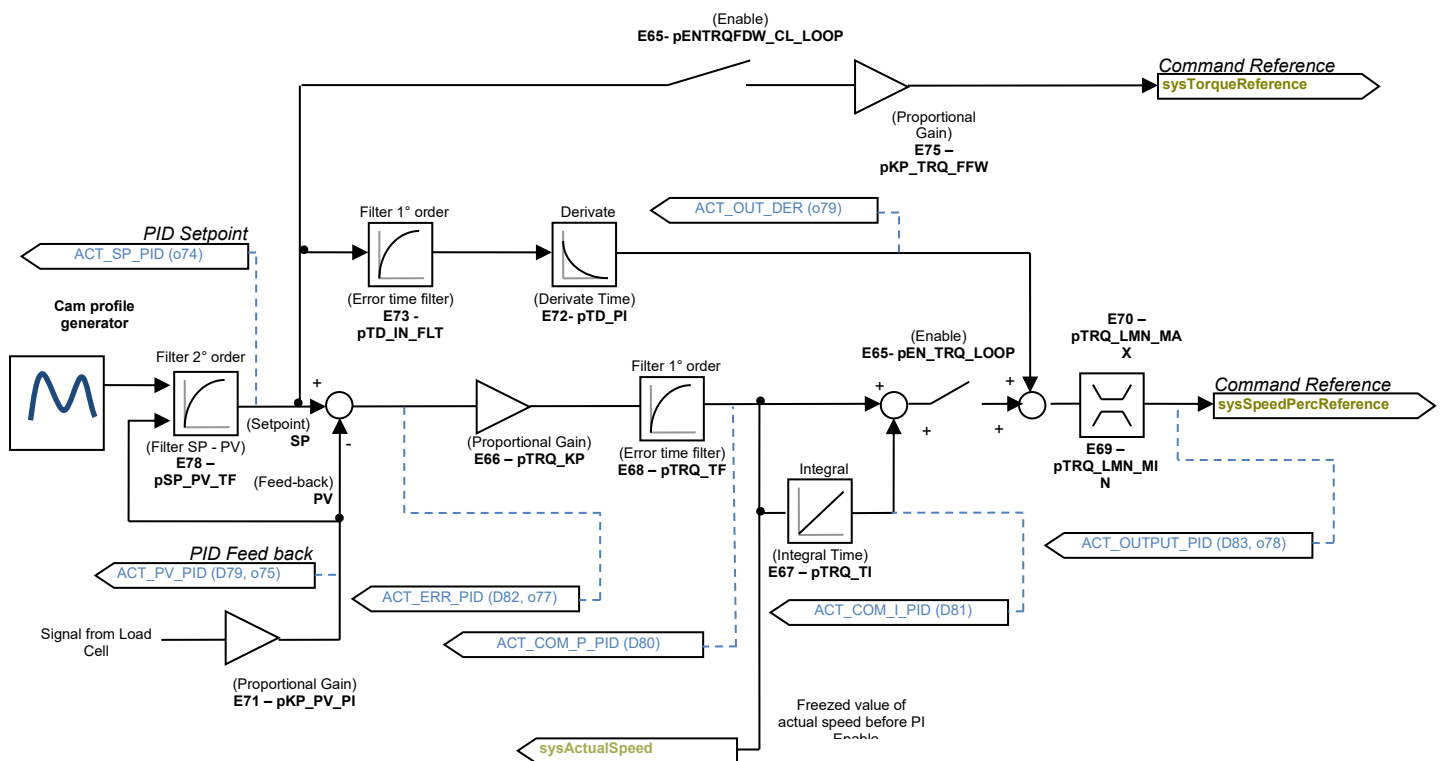 (Enable)
E65- pENTRQFDW_CL_LOOP
Command Reference
sysTorqueReference
(Proportional
Gain)
E75 –
pKP_TRQ_FFW
ACT_OUT_DER (o79)
Filter 1° order
Derivate
PID Setpoint
ACT_SP_PID (o74)
(Error time filter)
E73 -
pTD_IN_FLT
(Derivate Time)
E72- pTD_PI
Cam profile
generator
Filter 2° order
(Enable)
E65- pEN_TRQ_LOOP
E70 –
pTRQ_LMN_MA
X
Filter 1° order
Command Reference
sysSpeedPercReference
+
+
+
+
+
-
(Setpoint)
SP
(Filter SP - PV)
E78 –
pSP_PV_TF
(Proportional Gain)
E66 – pTRQ_KP
(Error time filter)
E68 – pTRQ_TF
E69 –
pTRQ_LMN_MI
N
(Feed-back)
PV
Integral
(Integral Time)
E67 – pTRQ_TI
PID Feed back
ACT_PV_PID (D79, o75)
ACT_OUTPUT_PID (D83, o78)
ACT_ERR_PID (D82, o77)
ACT_COM_I_PID (D81)
Signal from Load
Cell
ACT_COM_P_PID (D80)
(Proportional Gain)
E71 – pKP_PV_PI
Freezed value of
actual speed before PI
Enable
sysActualSpeed